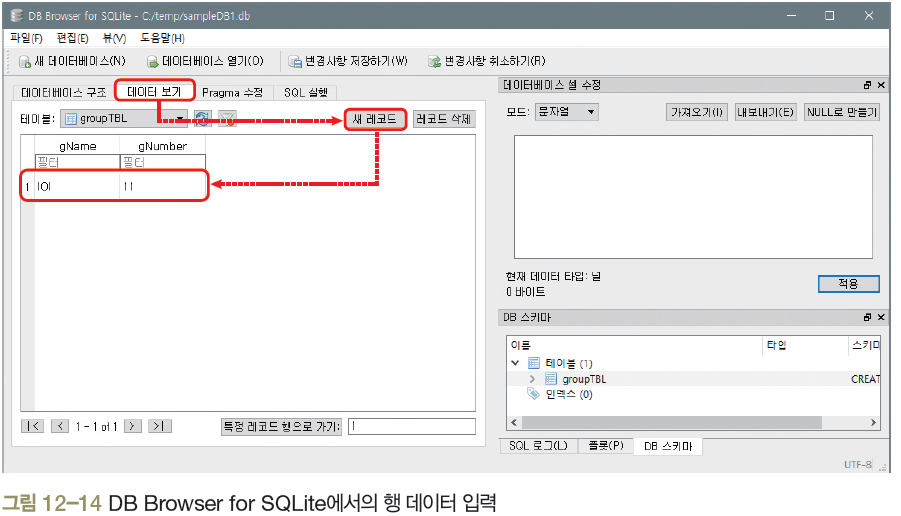 DB Browser for SQLite - C:/temp/sampleDB1.db
파일(F) 편집(E) 뷰(V) 도움말(H)
새 데이터베이스(N) 데이터베이스 열기(O) 변경사항 저장하기(W) 변경사항 취소하기(R)
데이터베이스 구조 데이터 보기 Pragma 수정 SQL 실행
테이블: groupTBL 새 레코드 레코드 삭제
gName gNumber
필터 필터
1 IOI 11
|< < 1 - 1 of 1 > >| 특정 레코드 행으로 가기: 1
데이터베이스 셀 수정
모드: 문자열 가져오기(I) 내보내기(E) NULL로 만들기
현재 데이터 타입: 널
0 바이트
적용
DB 스키마
이름 타입 스키마
테이블 (1)
groupTBL CREAT
인덱스 (0)
SQL 로그(L) 플롯(P) DB 스키마
UTF-8
그림 12-14 DB Browser for SQLite에서의 행 데이터 입력